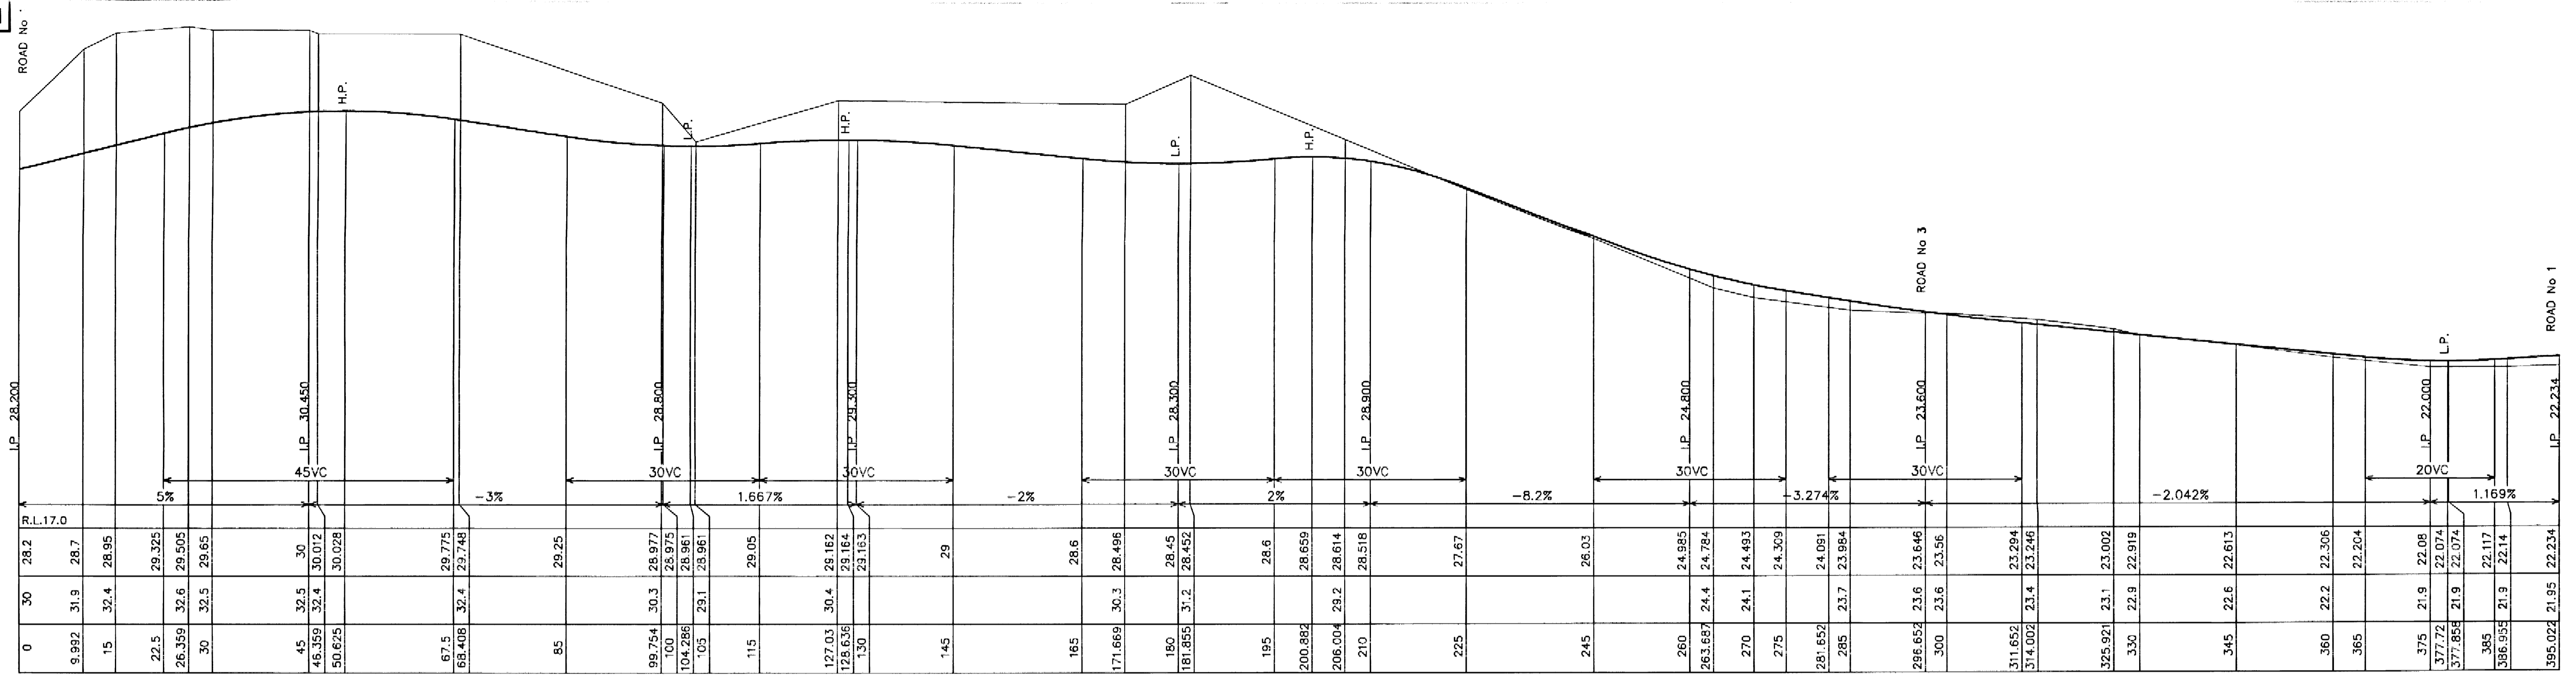 ROAD No
H.P.
L.P.
H.P.
L.P.
H.P.
ROAD No 3
L.P.
ROAD No 1
I.P 28.200
I.P 30.450
I.P 28.800
I.P 29.300
I.P 28.300
I.P 28.900
I.P 24.800
I.P 23.600
I.P 22.000
I.P 22.234
45VC 30VC 30VC 30VC 30VC 30VC 30VC 20VC
5% -3% 1.667% -2% 2% -8.2% -3.274% -2.042% 1.169%
R.L.17.0
28.2 28.7 28.95 29.325 29.505 29.65 30 30.012 30.028 29.775 29.748 29.25 28.977 28.975 28.961 28.961 29.05 29.162 29.164 29.163 29 28.6 28.496 28.45 28.452 28.6 28.659 28.614 28.518 27.67 26.03 24.985 24.784 24.493 24.309 24.091 23.984 23.646 23.56 23.294 23.246 23.002 22.919 22.613 22.306 22.204 22.08 22.074 22.074 22.117 22.14 22.234
30 31.9 32.4 32.6 32.5 32.5 32.4 32.4 30.3 29.1 30.4 30.3 31.2 29.2 24.4 24.1 23.7 23.6 23.6 23.4 23.1 22.9 22.6 22.2 21.9 21.9 21.9 21.95
0 9.992 15 22.5 26.359 30 45 46.359 50.625 67.5 68.408 85 99.754 100 104.286 105 115 127.03 128.636 130 145 165 171.669 180 181.855 195 200.882 206.004 210 225 245 260 263.687 270 275 281.652 285 296.652 300 311.652 314.002 325.921 330 345 360 365 375 377.72 377.858 385 386.955 395.022